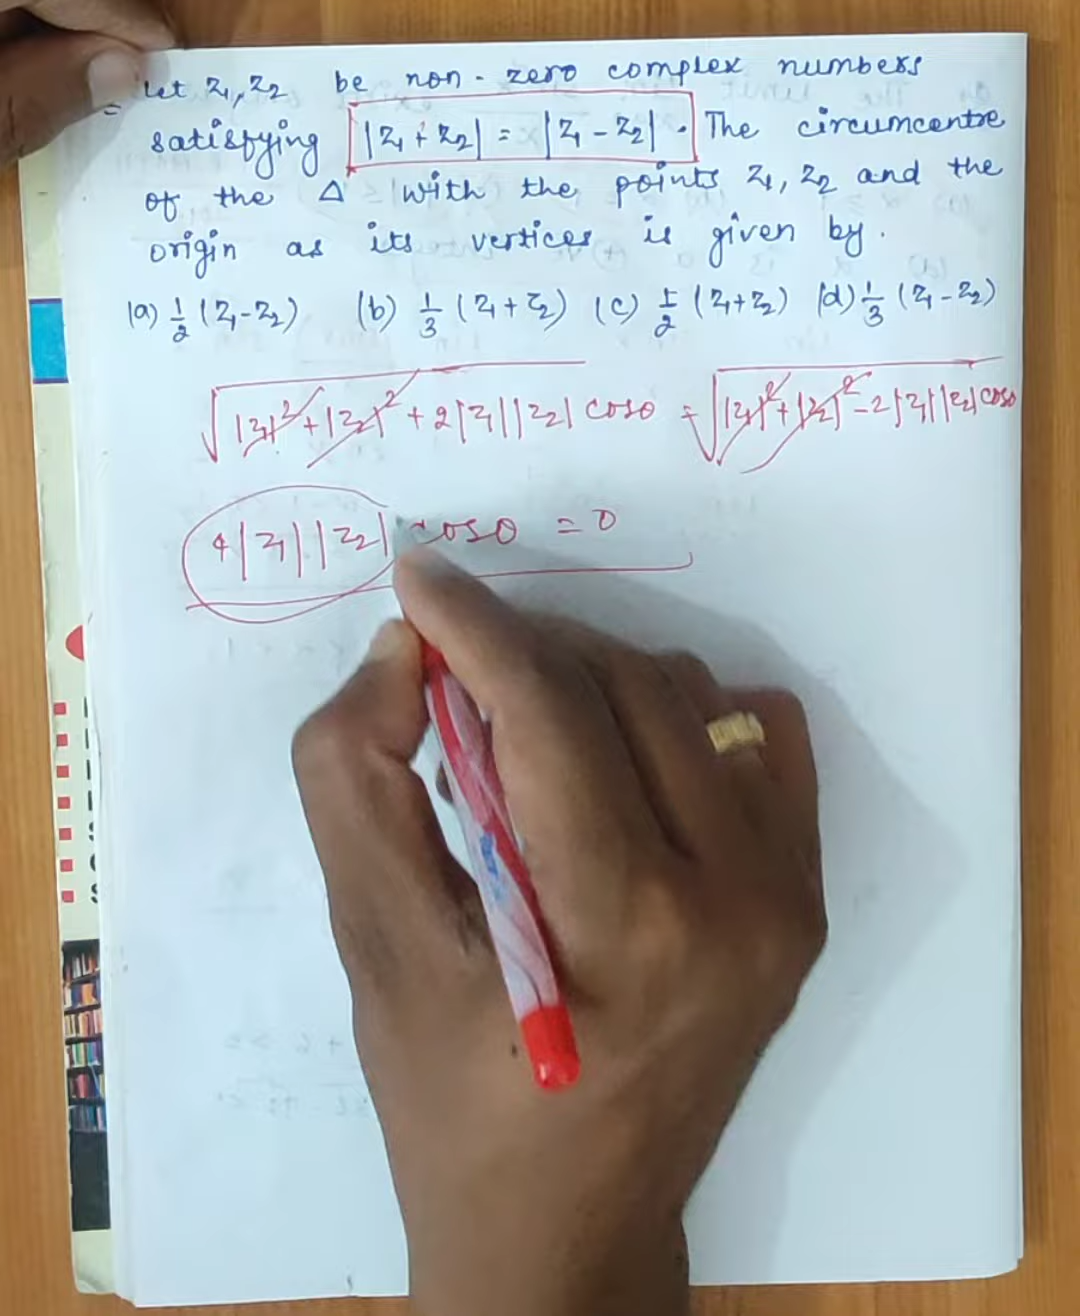 Let z₁, z₂ be non-zero complex numbers
satisfying |z₁ + z₂| = |z₁ - z₂|. The circumcentre
of the Δ with the points z₁, z₂ and the
origin as its vertices is given by.
(a) 1/2 (z₁-z₂) (b) 1/3 (z₁+z₂) (c) 1/2 (z₁+z₂) (d) 1/3 (z₁-z₂)
√(|z₁|²+|z₂|²+2|z₁||z₂| cosθ) = √(|z₁|²+|z₂|²-2|z₁||z₂| cosθ)
4|z₁||z₂| cosθ = 0